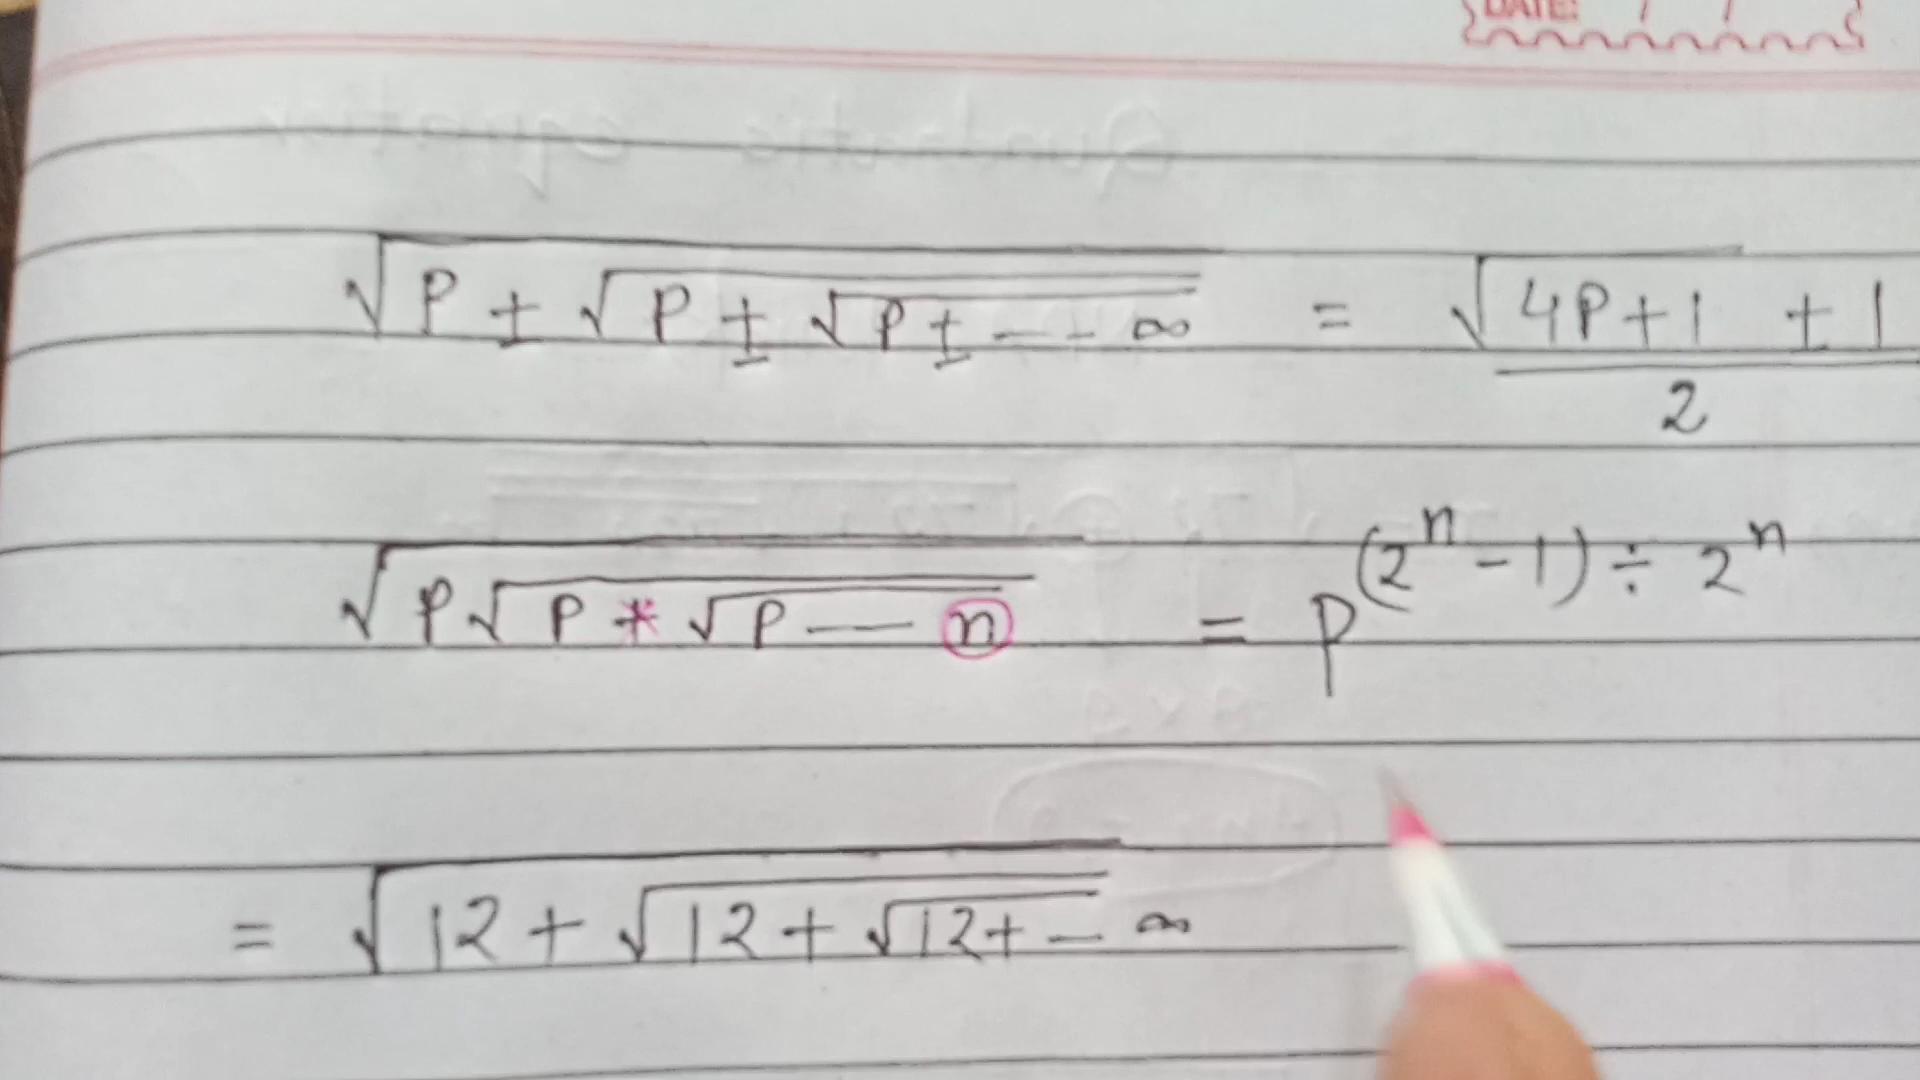 DATE: / /
√P ± √P ± √P ± -- ∞ = √4P+1 ± 1 / 2
√P√P * √P — n = P^(2^n - 1) ÷ 2^n
= √12 + √12 + √12 + - ∞